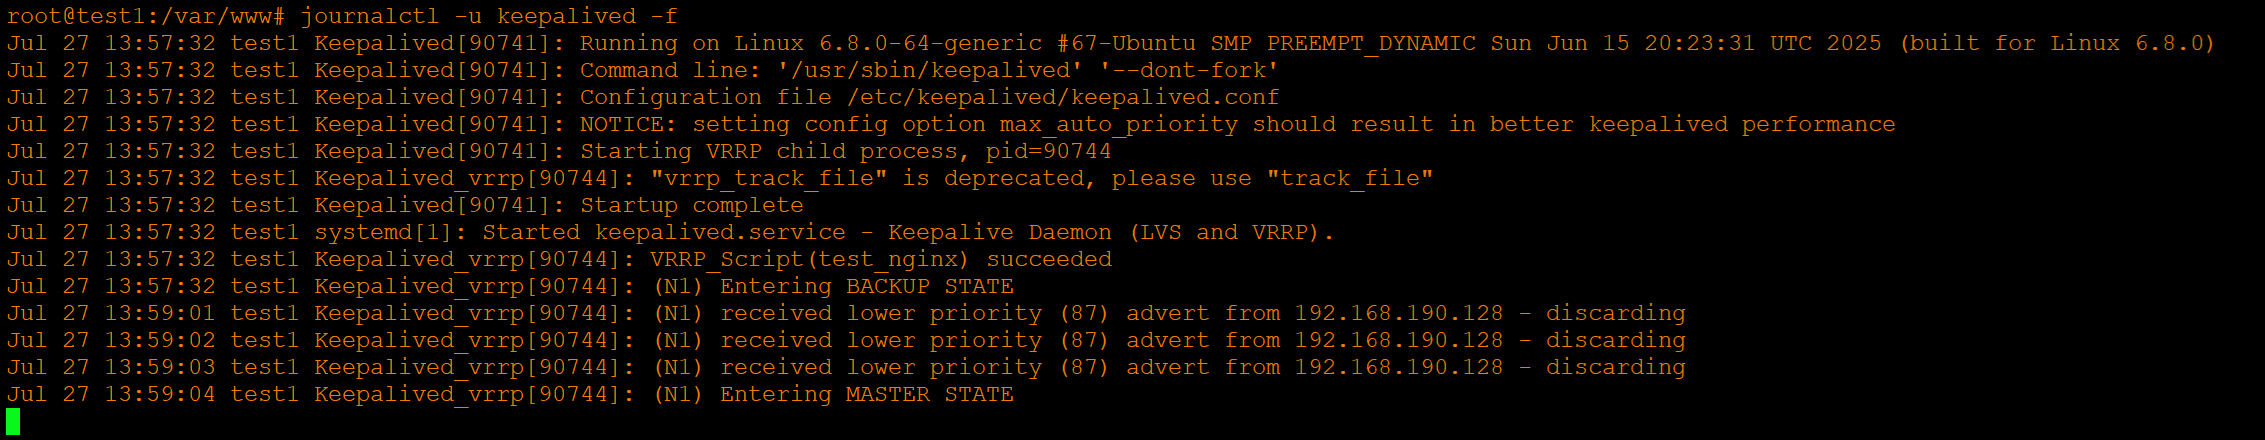 root@test1:/var/www# journalctl -u keepalived -f
Jul 27 13:57:32 test1 Keepalived[90741]: Running on Linux 6.8.0-64-generic #67-Ubuntu SMP PREEMPT_DYNAMIC Sun Jun 15 20:23:31 UTC 2025 (built for Linux 6.8.0)
Jul 27 13:57:32 test1 Keepalived[90741]: Command line: '/usr/sbin/keepalived' '--dont-fork'
Jul 27 13:57:32 test1 Keepalived[90741]: Configuration file /etc/keepalived/keepalived.conf
Jul 27 13:57:32 test1 Keepalived[90741]: NOTICE: setting config option max_auto_priority should result in better keepalived performance
Jul 27 13:57:32 test1 Keepalived[90741]: Starting VRRP child process, pid=90744
Jul 27 13:57:32 test1 Keepalived_vrrp[90744]: "vrrp_track_file" is deprecated, please use "track_file"
Jul 27 13:57:32 test1 Keepalived[90741]: Startup complete
Jul 27 13:57:32 test1 systemd[1]: Started keepalived.service - Keepalive Daemon (LVS and VRRP).
Jul 27 13:57:32 test1 Keepalived_vrrp[90744]: VRRP_Script(test_nginx) succeeded
Jul 27 13:57:32 test1 Keepalived_vrrp[90744]: (N1) Entering BACKUP STATE
Jul 27 13:59:01 test1 Keepalived_vrrp[90744]: (N1) received lower priority (87) advert from 192.168.190.128 - discarding
Jul 27 13:59:02 test1 Keepalived_vrrp[90744]: (N1) received lower priority (87) advert from 192.168.190.128 - discarding
Jul 27 13:59:03 test1 Keepalived_vrrp[90744]: (N1) received lower priority (87) advert from 192.168.190.128 - discarding
Jul 27 13:59:04 test1 Keepalived_vrrp[90744]: (N1) Entering MASTER STATE